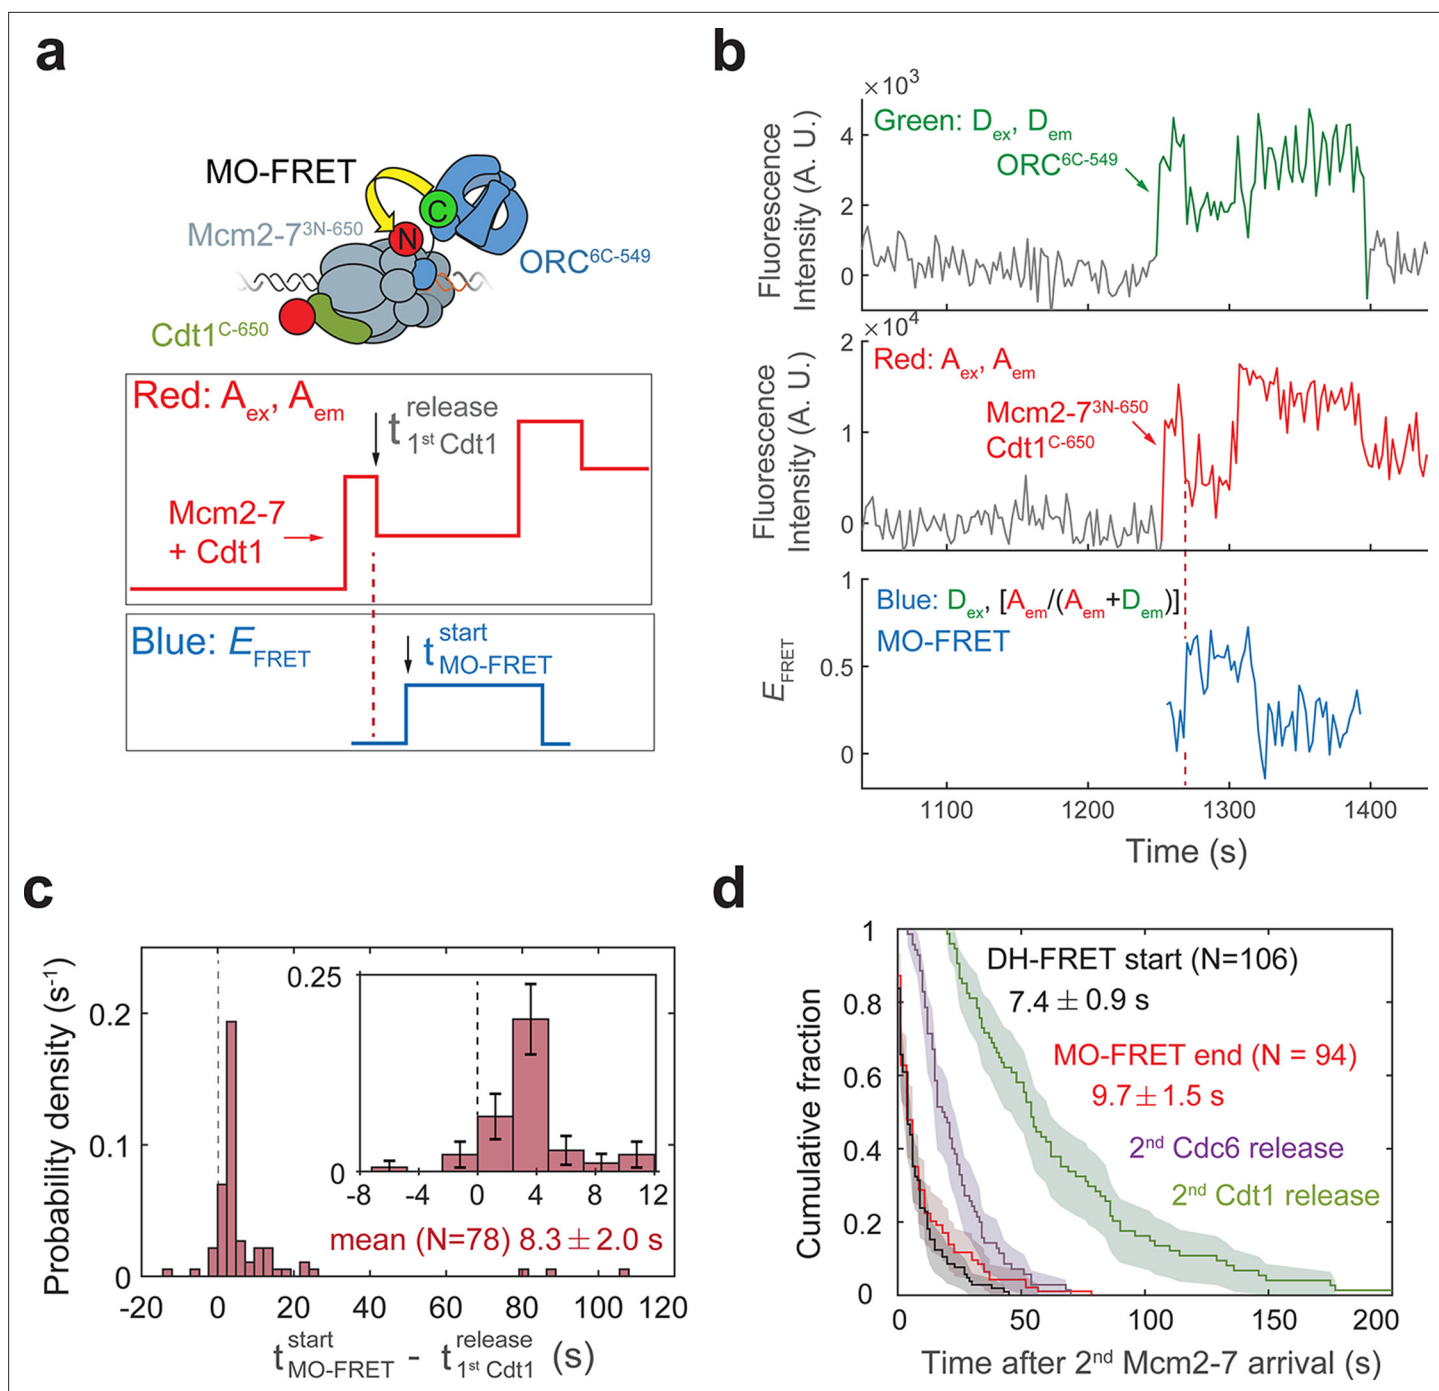 a
MO-FRET
C
N
Mcm2-7^3N-650
ORC^6C-549
Cdt1^C-650
Red: A_ex, A_em
t^release_1st Cdt1
Mcm2-7
+ Cdt1
Blue: E_FRET
t^start_MO-FRET
b
×10^3
Fluorescence
Intensity (A. U.)
4
2
0
Green: D_ex, D_em
ORC^6C-549
×10^4
Fluorescence
Intensity (A. U.)
2
1
0
Red: A_ex, A_em
Mcm2-7^3N-650
Cdt1^C-650
E_FRET
1
0.5
0
Blue: D_ex, [A_em/(A_em+D_em)]
MO-FRET
1100 1200 1300 1400
Time (s)
c
Probability density (s^-1)
0.2
0.1
0
0.25
0
-8 -4 0 4 8 12
mean (N=78) 8.3 ± 2.0 s
-20 0 20 40 60 80 100 120
t^start_MO-FRET - t^release_1st Cdt1 (s)
d
Cumulative fraction
1
0.8
0.6
0.4
0.2
0
DH-FRET start (N=106)
7.4 ± 0.9 s
MO-FRET end (N = 94)
9.7 ± 1.5 s
2nd Cdc6 release
2nd Cdt1 release
0 50 100 150 200
Time after 2nd Mcm2-7 arrival (s)